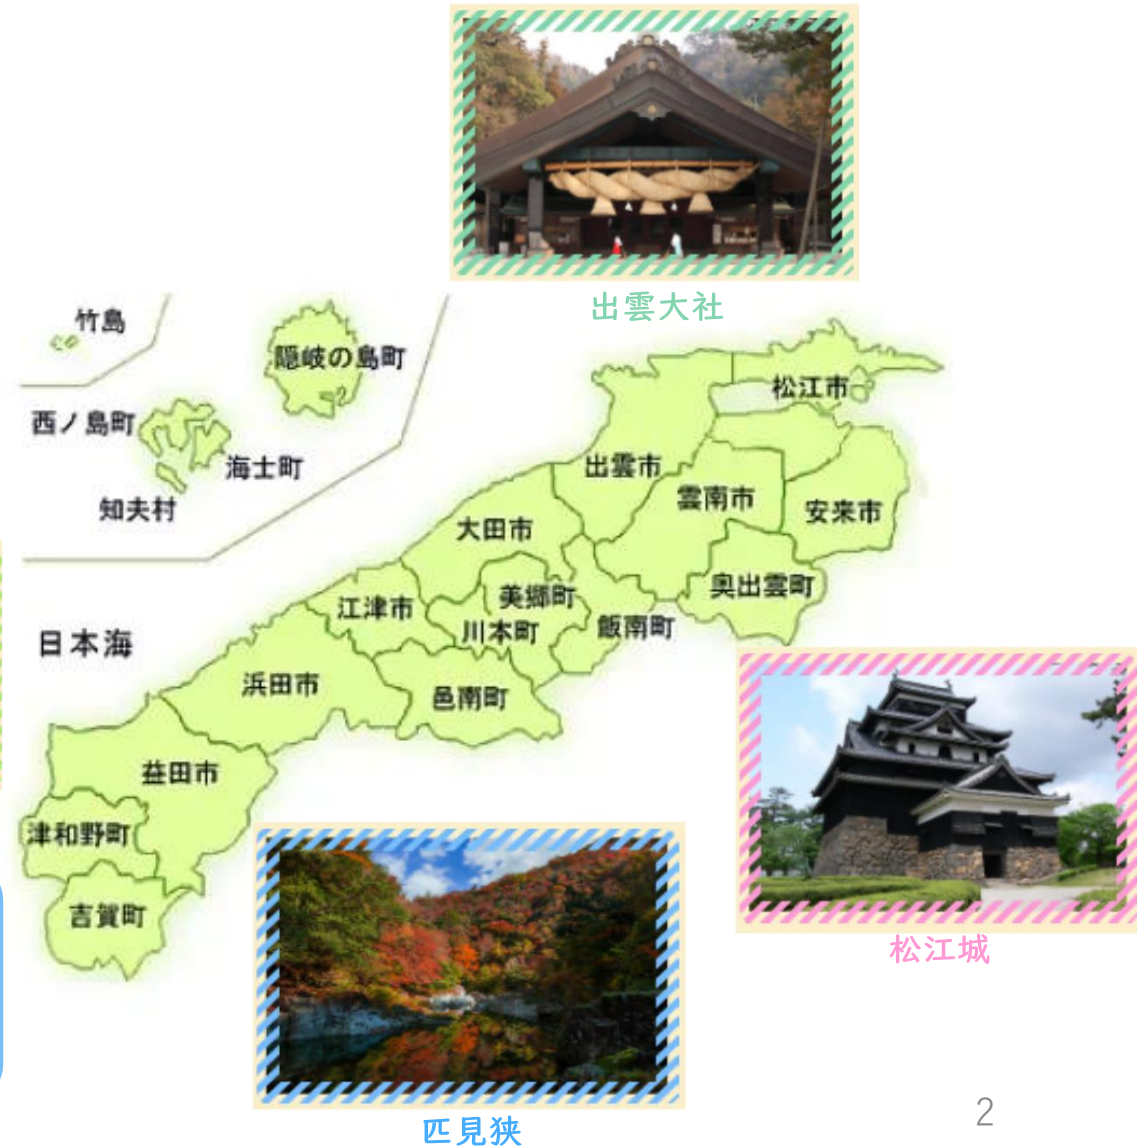 出雲大社
竹島
隠岐の島町
西ノ島町
海士町
知夫村
松江市
出雲市
雲南市
安来市
大田市
奥出雲町
美郷町
江津市
川本町
飯南町
日本海
浜田市
邑南町
益田市
津和野町
吉賀町
松江城
匹見狭
2